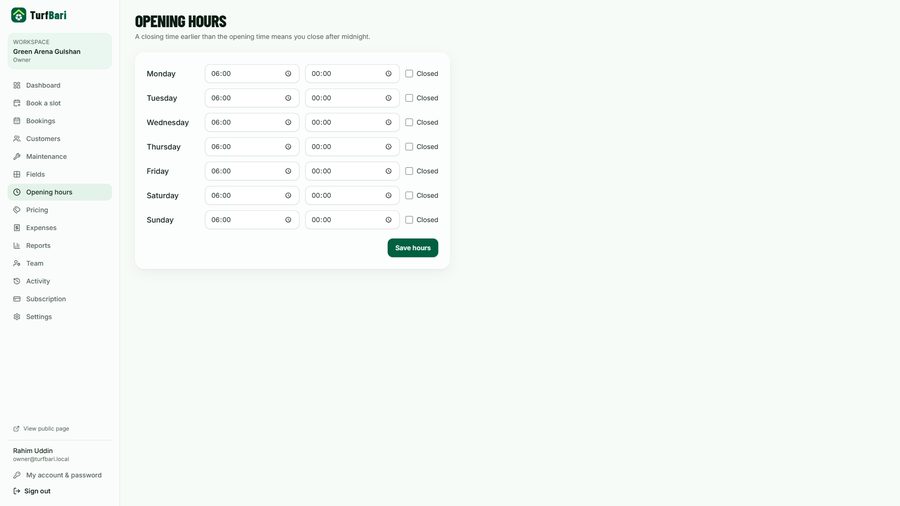 TurfBari
WORKSPACE
Green Arena Gulshan
Owner
Dashboard
Book a slot
Bookings
Customers
Maintenance
Fields
Opening hours
Pricing
Expenses
Reports
Team
Activity
Subscription
Settings
View public page
Rahim Uddin
owner@turfbari.local
My account & password
Sign out
OPENING HOURS
A closing time earlier than the opening time means you close after midnight.
Monday 06:00 00:00 Closed
Tuesday 06:00 00:00 Closed
Wednesday 06:00 00:00 Closed
Thursday 06:00 00:00 Closed
Friday 06:00 00:00 Closed
Saturday 06:00 00:00 Closed
Sunday 06:00 00:00 Closed
Save hours